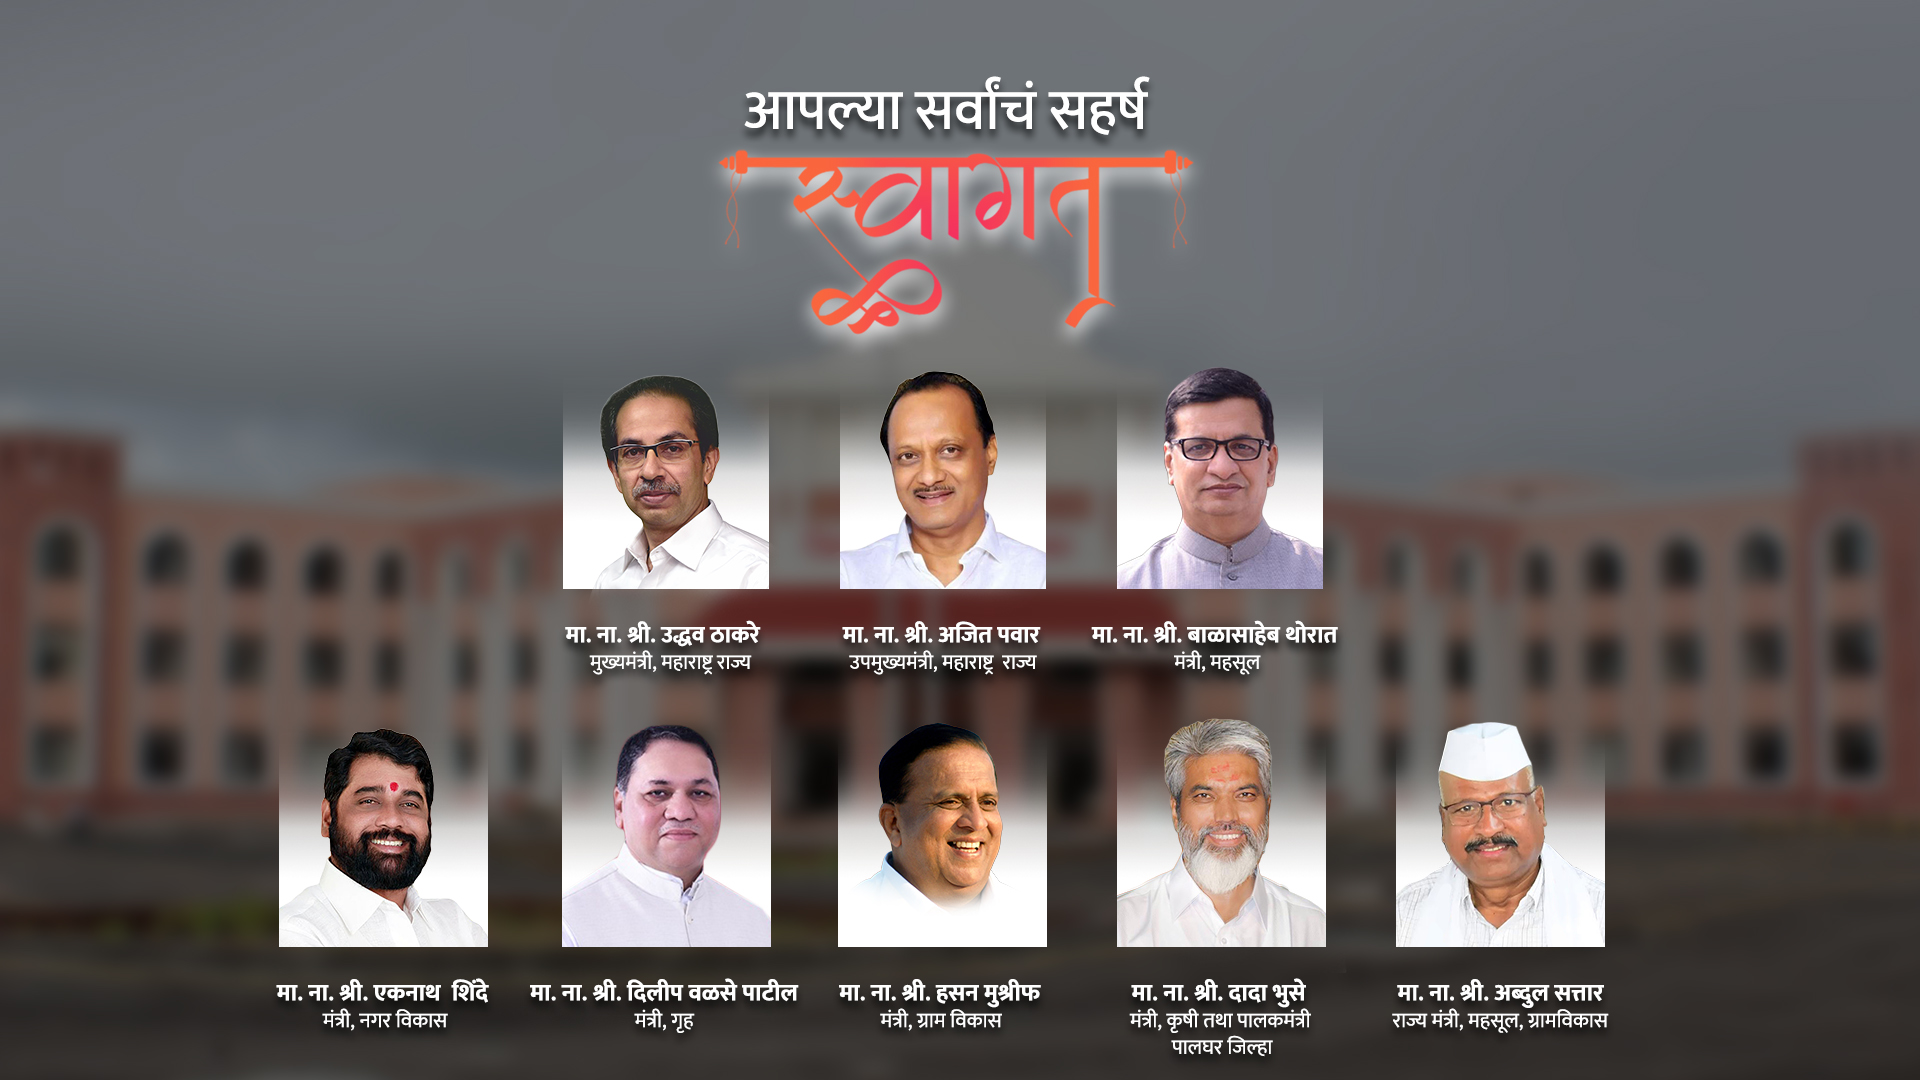 आपल्या सर्वांचं सहर्ष
स्वागत
मा. ना. श्री. उद्धव ठाकरे
मुख्यमंत्री, महाराष्ट्र राज्य
मा. ना. श्री. अजित पवार
उपमुख्यमंत्री, महाराष्ट्र राज्य
मा. ना. श्री. बाळासाहेब थोरात
मंत्री, महसूल
मा. ना. श्री. एकनाथ शिंदे
मंत्री, नगर विकास
मा. ना. श्री. दिलीप वळसे पाटील
मंत्री, गृह
मा. ना. श्री. हसन मुश्रीफ
मंत्री, ग्राम विकास
मा. ना. श्री. दादा भुसे
मंत्री, कृषी तथा पालकमंत्री
पालघर जिल्हा
मा. ना. श्री. अब्दुल सत्तार
राज्य मंत्री, महसूल, ग्रामविकास